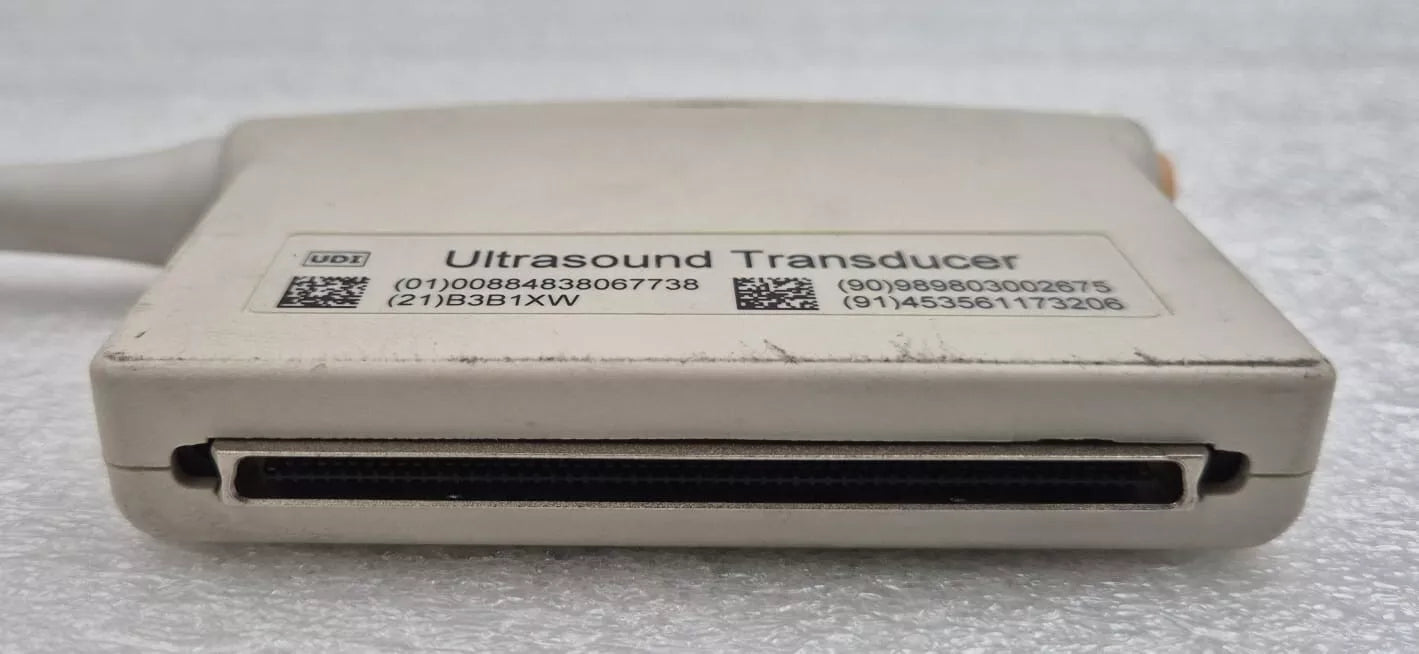 UDI
Ultrasound Transducer
(01)00884838067738
(21)B3B1XW
(90)989803002675
(91)453561173206